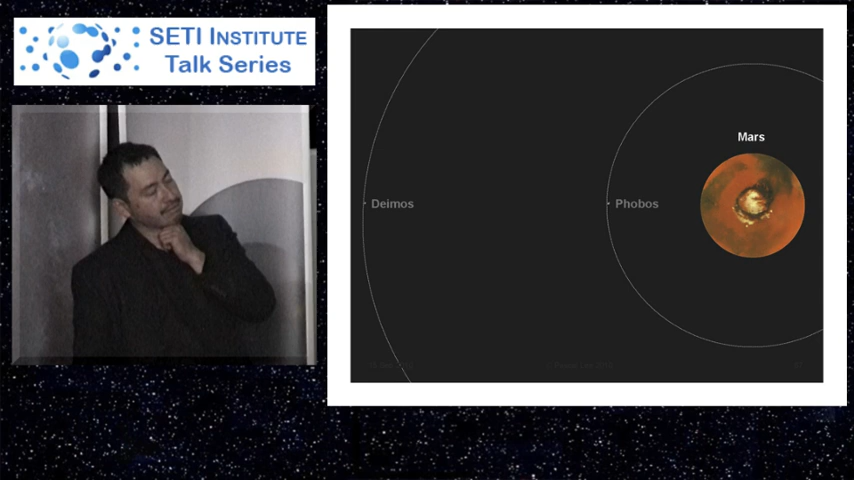 SETI INSTITUTE
Talk Series
Mars
Deimos
Phobos